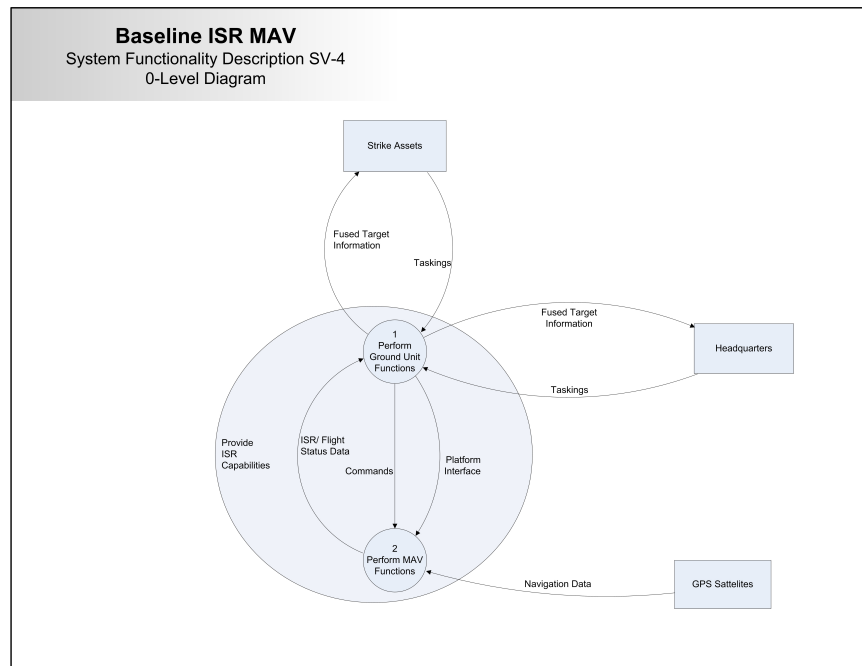 Baseline ISR MAV
System Functionality Description SV-4
0-Level Diagram
Strike Assets
Fused Target
Information
Taskings
Fused Target
Information
1
Perform
Ground Unit
Functions
Headquarters
Taskings
Provide
ISR
Capabilities
ISR/ Flight
Status Data
Commands
Platform
Interface
2
Perform MAV
Functions
Navigation Data
GPS Sattelites